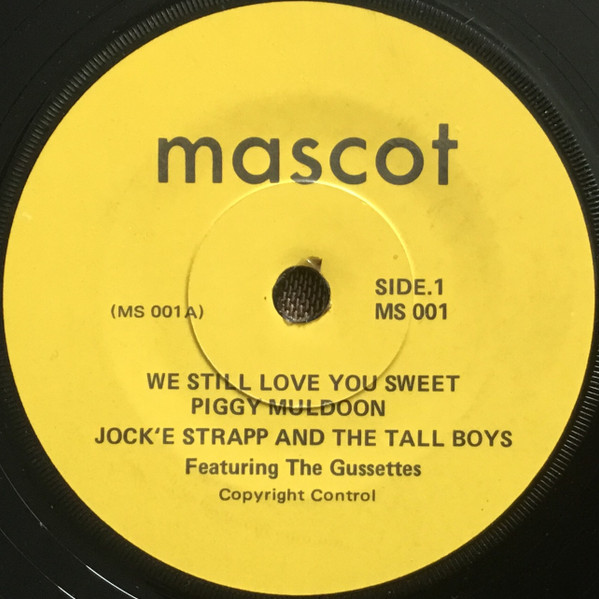 mascot
SIDE.1
(MS 001A) MS 001
WE STILL LOVE YOU SWEET
PIGGY MULDOON
JOCK'E STRAPP AND THE TALL BOYS
Featuring The Gussettes
Copyright Control